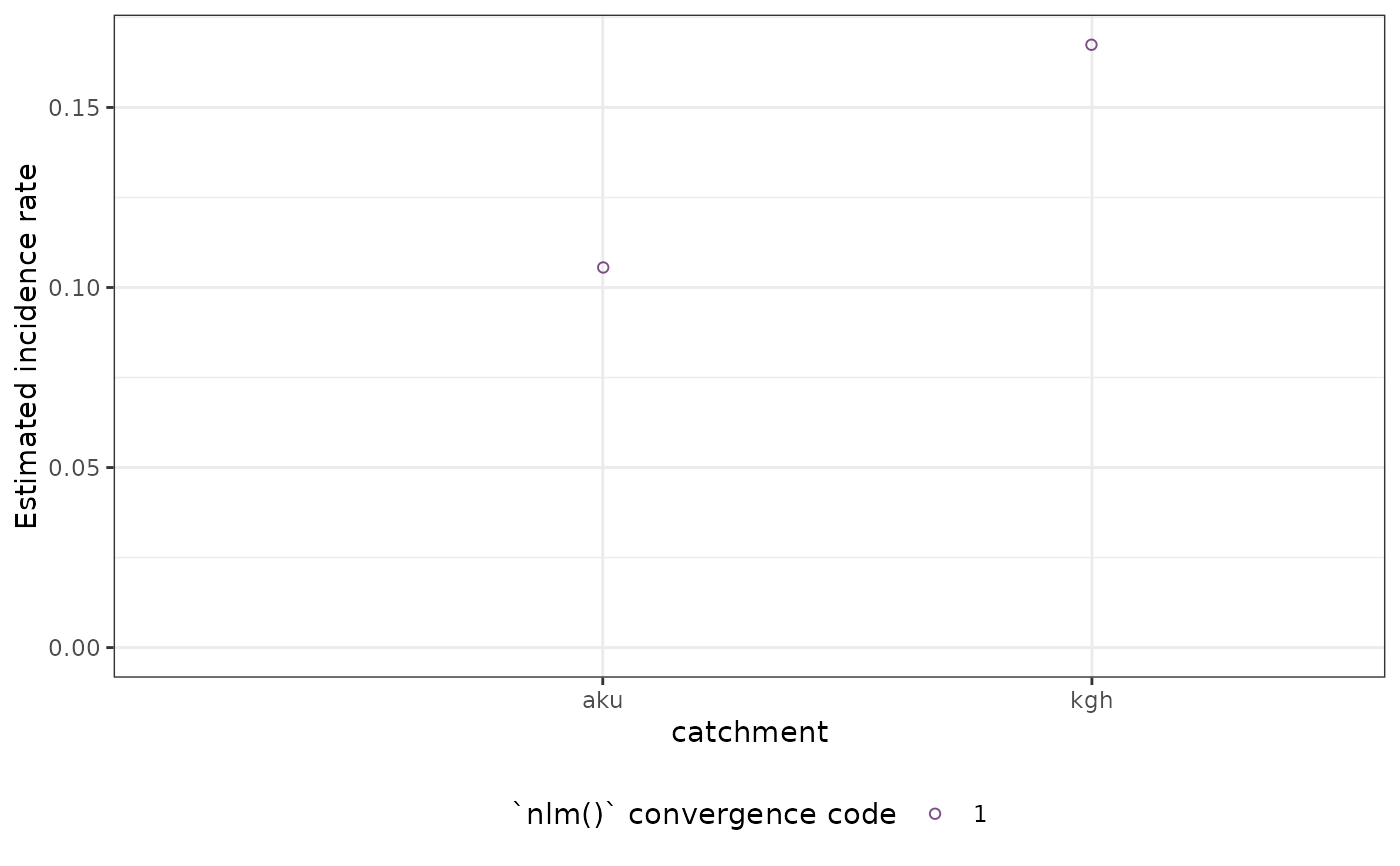 Estimated incidence rate
0.15
0.10
0.05
0.00
aku kgh
catchment
`nlm()` convergence code 1